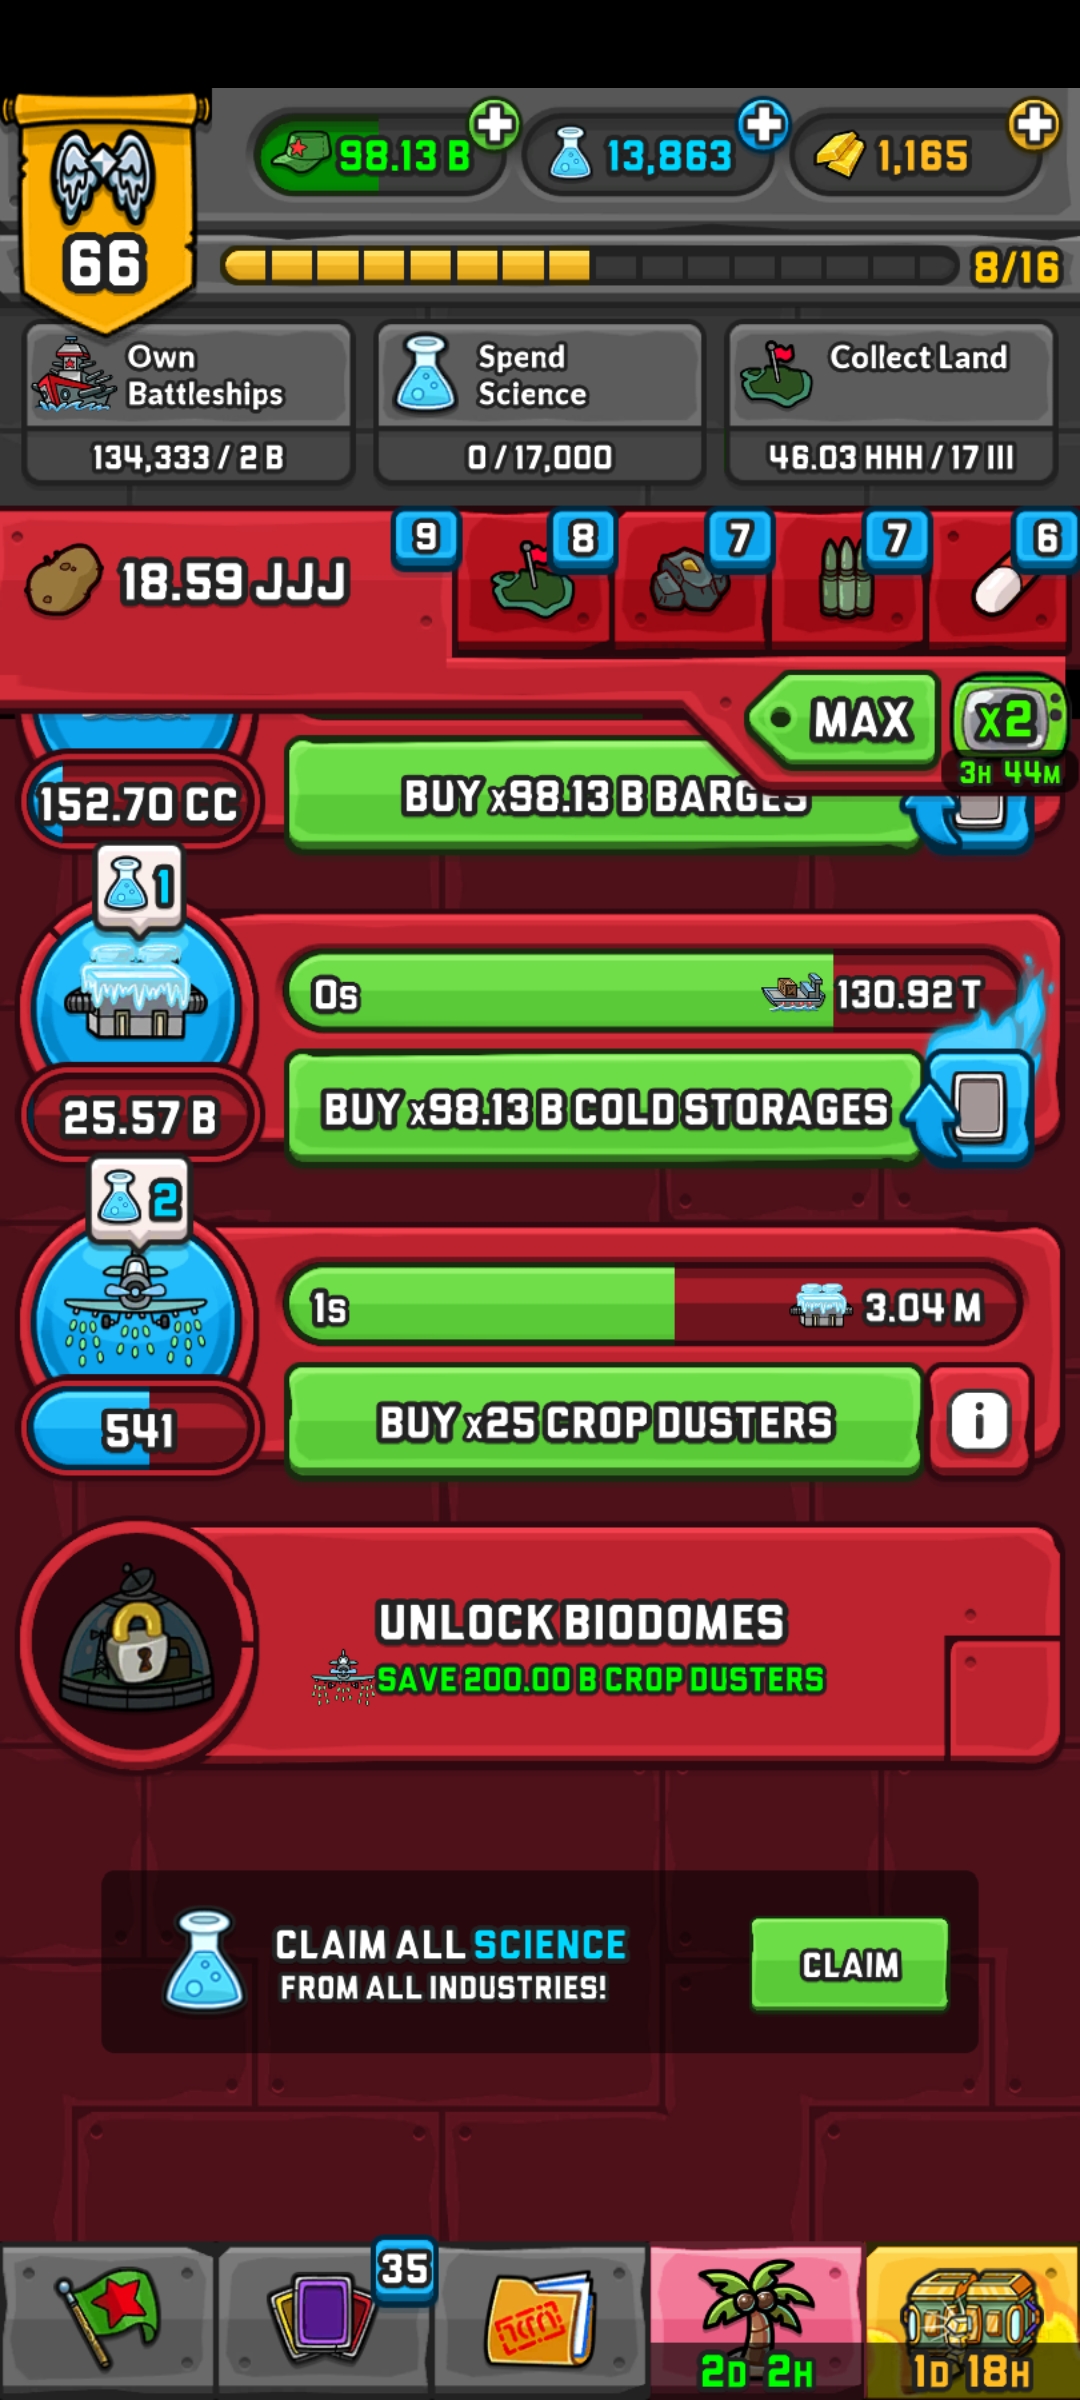 98.13 B
13,863
1,165
66
8/16
Own
Battleships
134,333 / 2 B
Spend
Science
0 / 17,000
Collect Land
46.03 HHH / 17 III
18.59 JJJ
9
8
7
7
6
MAX
x2
3H 44M
152.70 CC
BUY x98.13 B BARGES
1
0s
130.92 T
25.57 B
BUY x98.13 B COLD STORAGES
2
1s
3.04 M
541
BUY x25 CROP DUSTERS
i
UNLOCK BIODOMES
SAVE 200.00 B CROP DUSTERS
CLAIM ALL SCIENCE
FROM ALL INDUSTRIES!
CLAIM
35
2D 2H
1D 18H